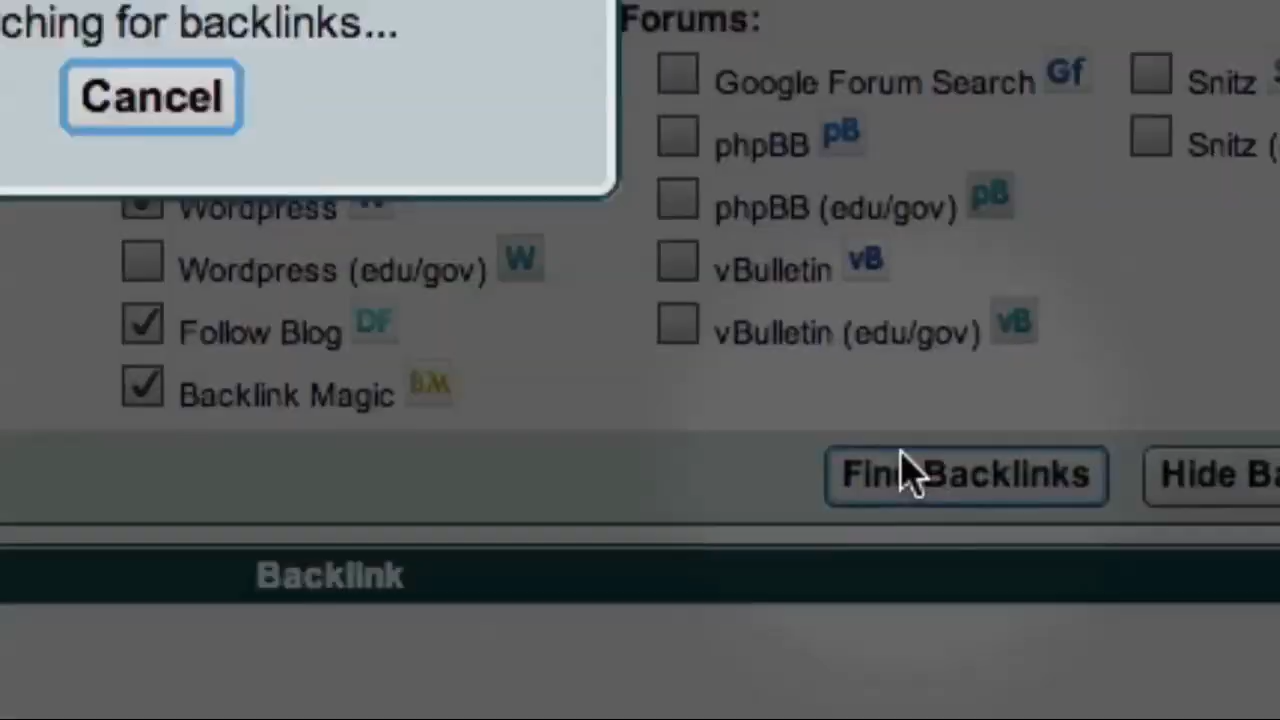 ching for backlinks...
Cancel
Forums:
Google Forum Search Gf
Snitz
phpBB pB
Snitz (
Wordpress W
phpBB (edu/gov) pB
Wordpress (edu/gov) W
vBulletin vB
Follow Blog DF
vBulletin (edu/gov) vB
Backlink Magic BM
Find Backlinks
Hide Ba
Backlink